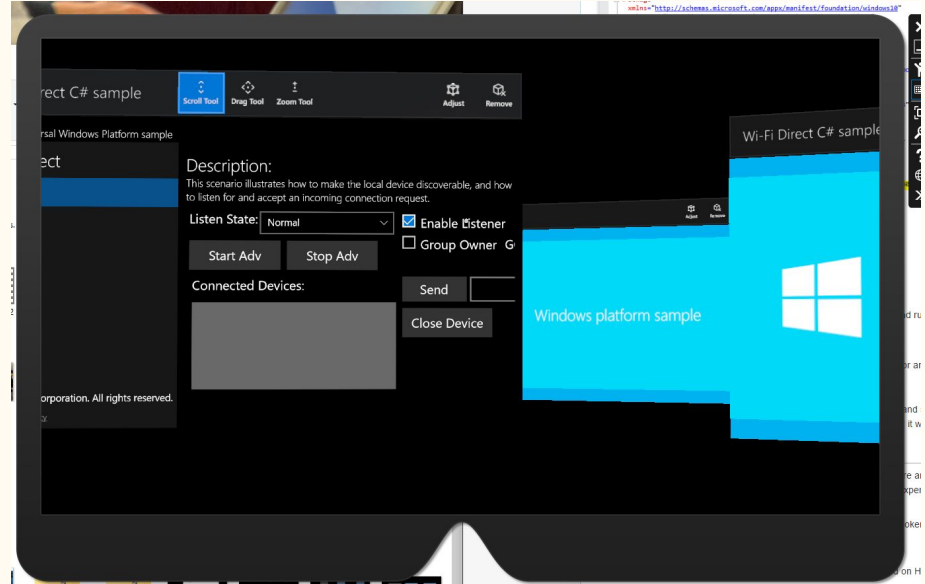 xmlns="http://schemas.microsoft.com/appx/manifest/foundation/windows10"
rect C# sample
Scroll Tool
Drag Tool
Zoom Tool
Adjust
Remove
rsal Windows Platform sample
ect
Description:
This scenario illustrates how to make the local device discoverable, and how
to listen for and accept an incoming connection request.
Listen State:
Normal
Enable Listener
Group Owner
Start Adv
Stop Adv
Connected Devices:
Send
Close Device
orporation. All rights reserved.
Adjust
Remove
Windows platform sample
Wi-Fi Direct C# sample
and
it w
on H